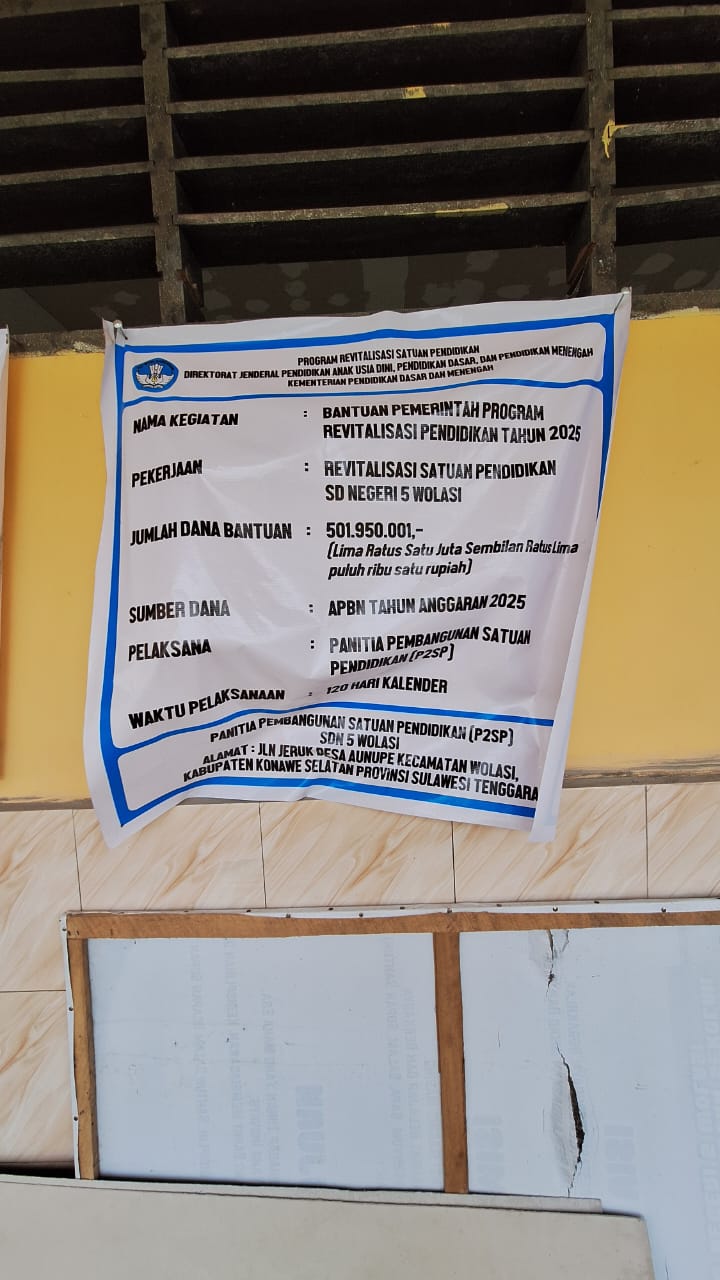 PROGRAM REVITALISASI SATUAN PENDIDIKAN
DIREKTORAT JENDERAL PENDIDIKAN ANAK USIA DINI, PENDIDIKAN DASAR, DAN PENDIDIKAN MENENGAH
KEMENTERIAN PENDIDIKAN DASAR DAN MENENGAH
NAMA KEGIATAN : BANTUAN PEMERINTAH PROGRAM
REVITALISASI PENDIDIKAN TAHUN 2025
PEKERJAAN : REVITALISASI SATUAN PENDIDIKAN
SD NEGERI 5 WOLASI
JUMLAH DANA BANTUAN : 501.950.001,-
(Lima Ratus Satu Juta Sembilan Ratus Lima
puluh ribu satu rupiah)
SUMBER DANA : APBN TAHUN ANGGARAN 2025
PELAKSANA : PANITIA PEMBANGUNAN SATUAN
PENDIDIKAN (P2SP)
WAKTU PELAKSANAAN : 120 HARI KALENDER
PANITIA PEMBANGUNAN SATUAN PENDIDIKAN (P2SP)
SDN 5 WOLASI
ALAMAT : JLN JERUK DESA AUNUPE KECAMATAN WOLASI,
KABUPATEN KONAWE SELATAN PROVINSI SULAWESI TENGGARA